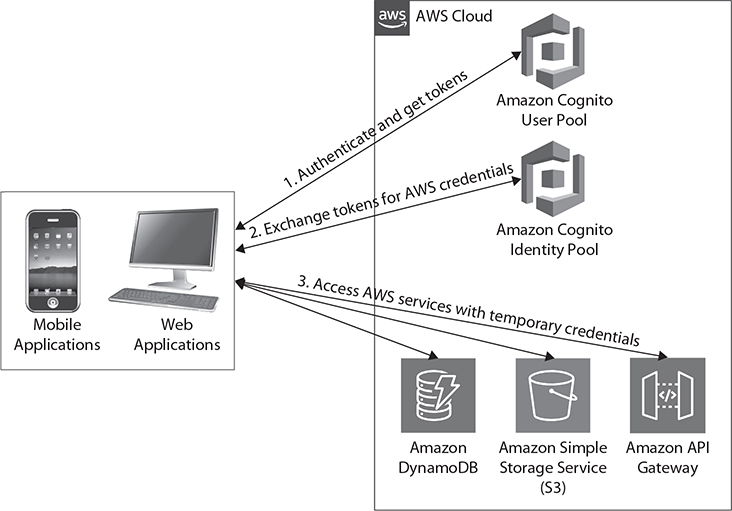 aws
AWS Cloud
Amazon Cognito
User Pool
1. Authenticate and get tokens
2. Exchange tokens for AWS credentials
Amazon Cognito
Identity Pool
3. Access AWS services with temporary credentials
Mobile
Applications
Web
Applications
Amazon
DynamoDB
Amazon Simple
Storage Service
(S3)
Amazon API
Gateway